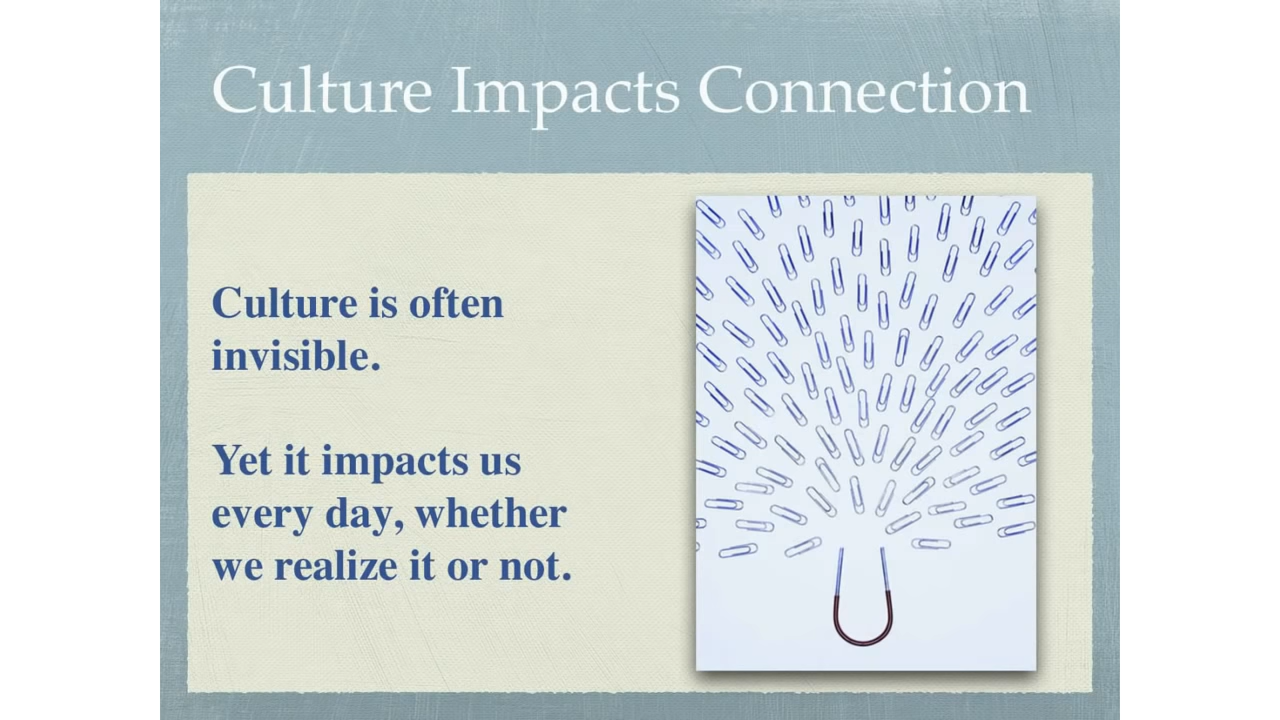 Culture Impacts Connection
Culture is often
invisible.
Yet it impacts us
every day, whether
we realize it or not.